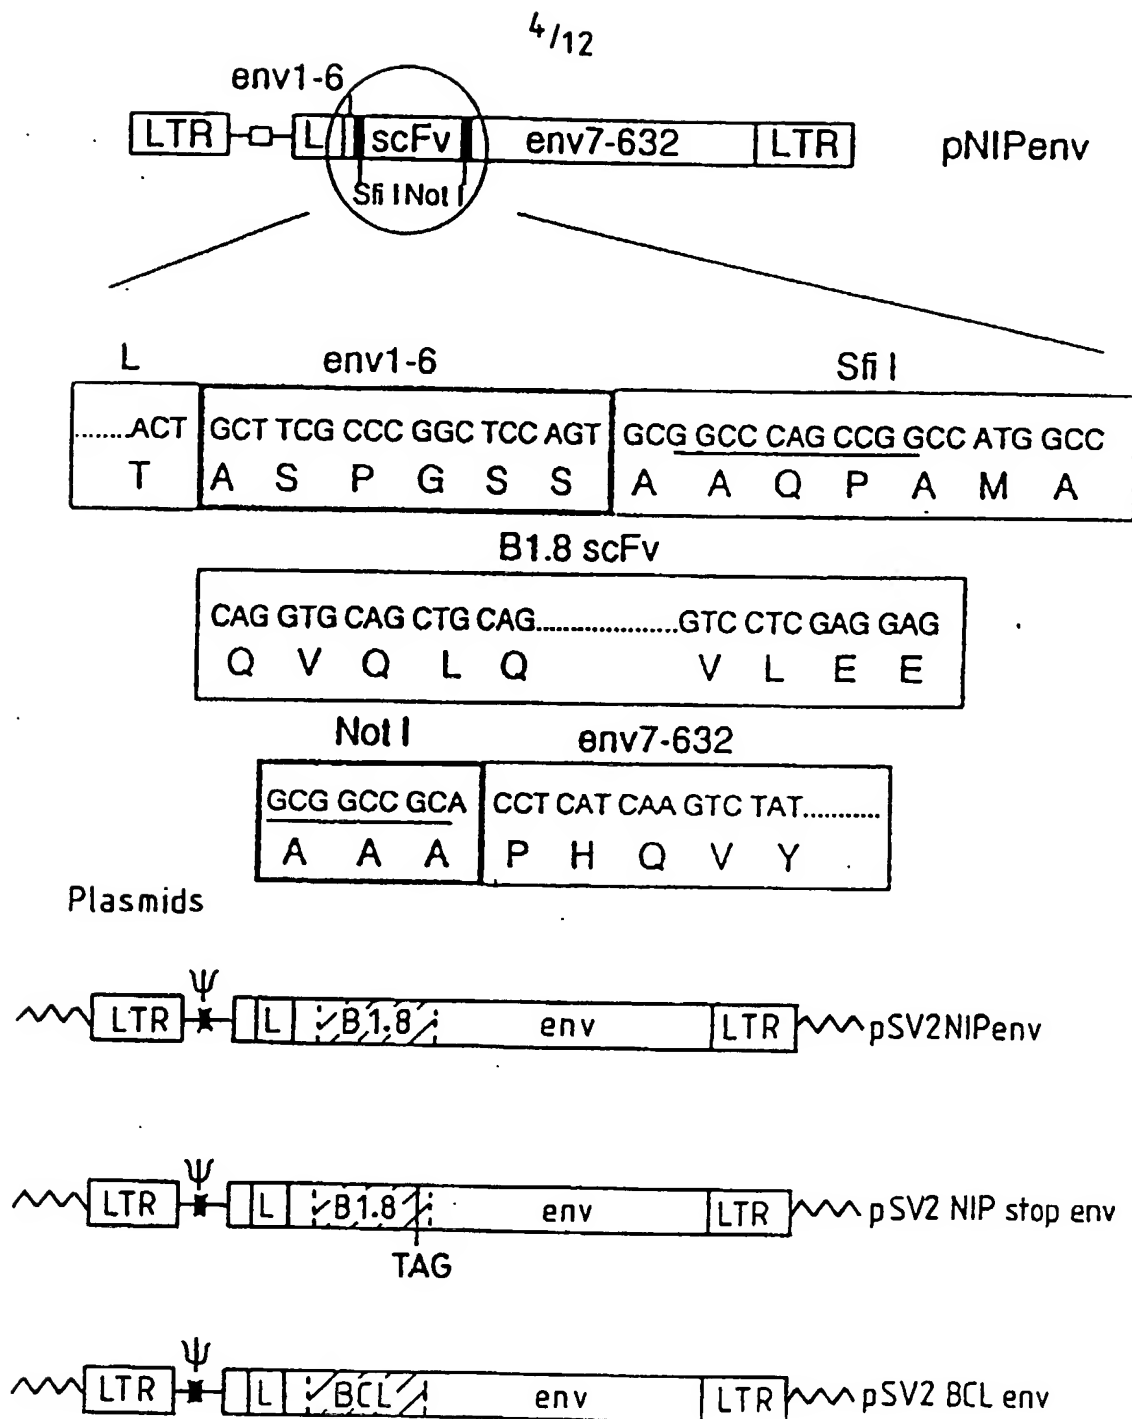 4/12
env1-6
LTR L scFv env7-632 LTR pNIPenv
Sfi I Not I
L env1-6 Sfi I
........ACT GCT TCG CCC GGC TCC AGT GCG GCC CAG CCG GCC ATG GCC
T A S P G S S A A Q P A M A
B1.8 scFv
CAG GTG CAG CTG CAG.....................GTC CTC GAG GAG
Q V Q L Q V L E E
Not I env7-632
GCG GCC GCA CCT CAT CAA GTC TAT...........
A A A P H Q V Y
Plasmids
Ψ
LTR L B1.8 env LTR pSV2NIPenv
Ψ
LTR L B1.8 env LTR pSV2 NIP stop env
TAG
Ψ
LTR L BCL env LTR pSV2 BCL env